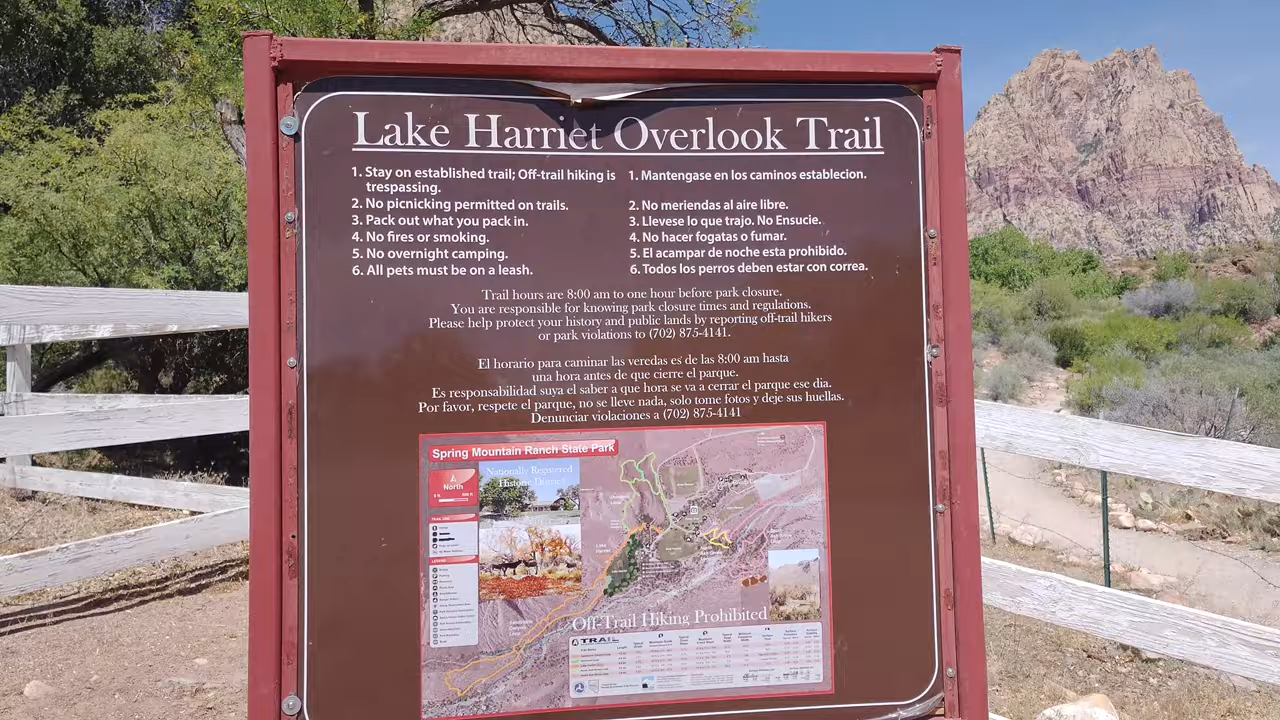 Lake Harriet Overlook Trail
1. Stay on established trail; Off-trail hiking is
trespassing.
2. No picnicking permitted on trails.
3. Pack out what you pack in.
4. No fires or smoking.
5. No overnight camping.
6. All pets must be on a leash.
1. Mantengase en los caminos establecion.
2. No meriendas al aire libre.
3. Llevese lo que trajo. No Ensucie.
4. No hacer fogatas o fumar.
5. El acampar de noche esta prohibido.
6. Todos los perros deben estar con correa.
Trail hours are 8:00 am to one hour before park closure.
You are responsible for knowing park closure times and regulations.
Please help protect your history and public lands by reporting off-trail hikers
or park violations to (702) 875-4141.
El horario para caminar las veredas es de las 8:00 am hasta
una hora antes de que cierre el parque.
Es responsabilidad suya el saber a que hora se va a cerrar el parque ese dia.
Por favor, respete el parque, no se lleve nada, solo tome fotos y deje sus huellas.
Denunciar violaciones a (702) 875-4141
Spring Mountain Ranch State Park
North
Nationally Registered
Historic District
Lake
Harriet
Off-Trail Hiking Prohibited
TRAIL